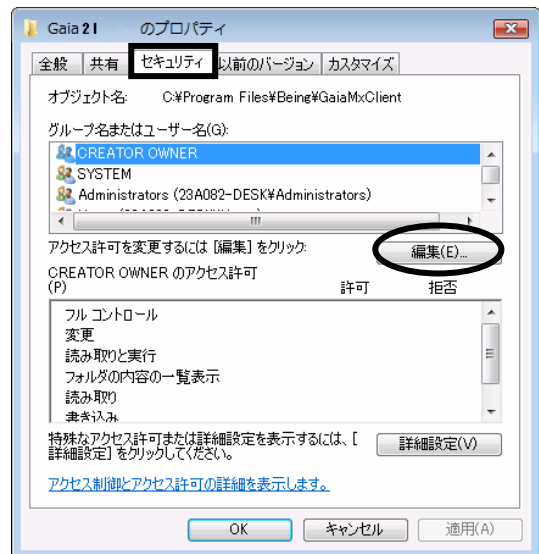 Gaia21 のプロパティ
全般 共有 セキュリティ 以前のバージョン カスタマイズ
オブジェクト名: C:¥Program Files¥Being¥GaiaMxClient
グループ名またはユーザー名(G):
CREATOR OWNER
SYSTEM
Administrators (23A082-DESK¥Administrators)
アクセス許可を変更するには [編集] をクリック: 編集(E)...
CREATOR OWNER のアクセス許可
(P) 許可 拒否
フル コントロール
変更
読み取りと実行
フォルダの内容の一覧表示
読み取り
書き込み
特殊なアクセス許可または詳細設定を表示するには、[
詳細設定] をクリックしてください。 詳細設定(V)
アクセス制御とアクセス許可の詳細を表示します。
OK キャンセル 適用(A)